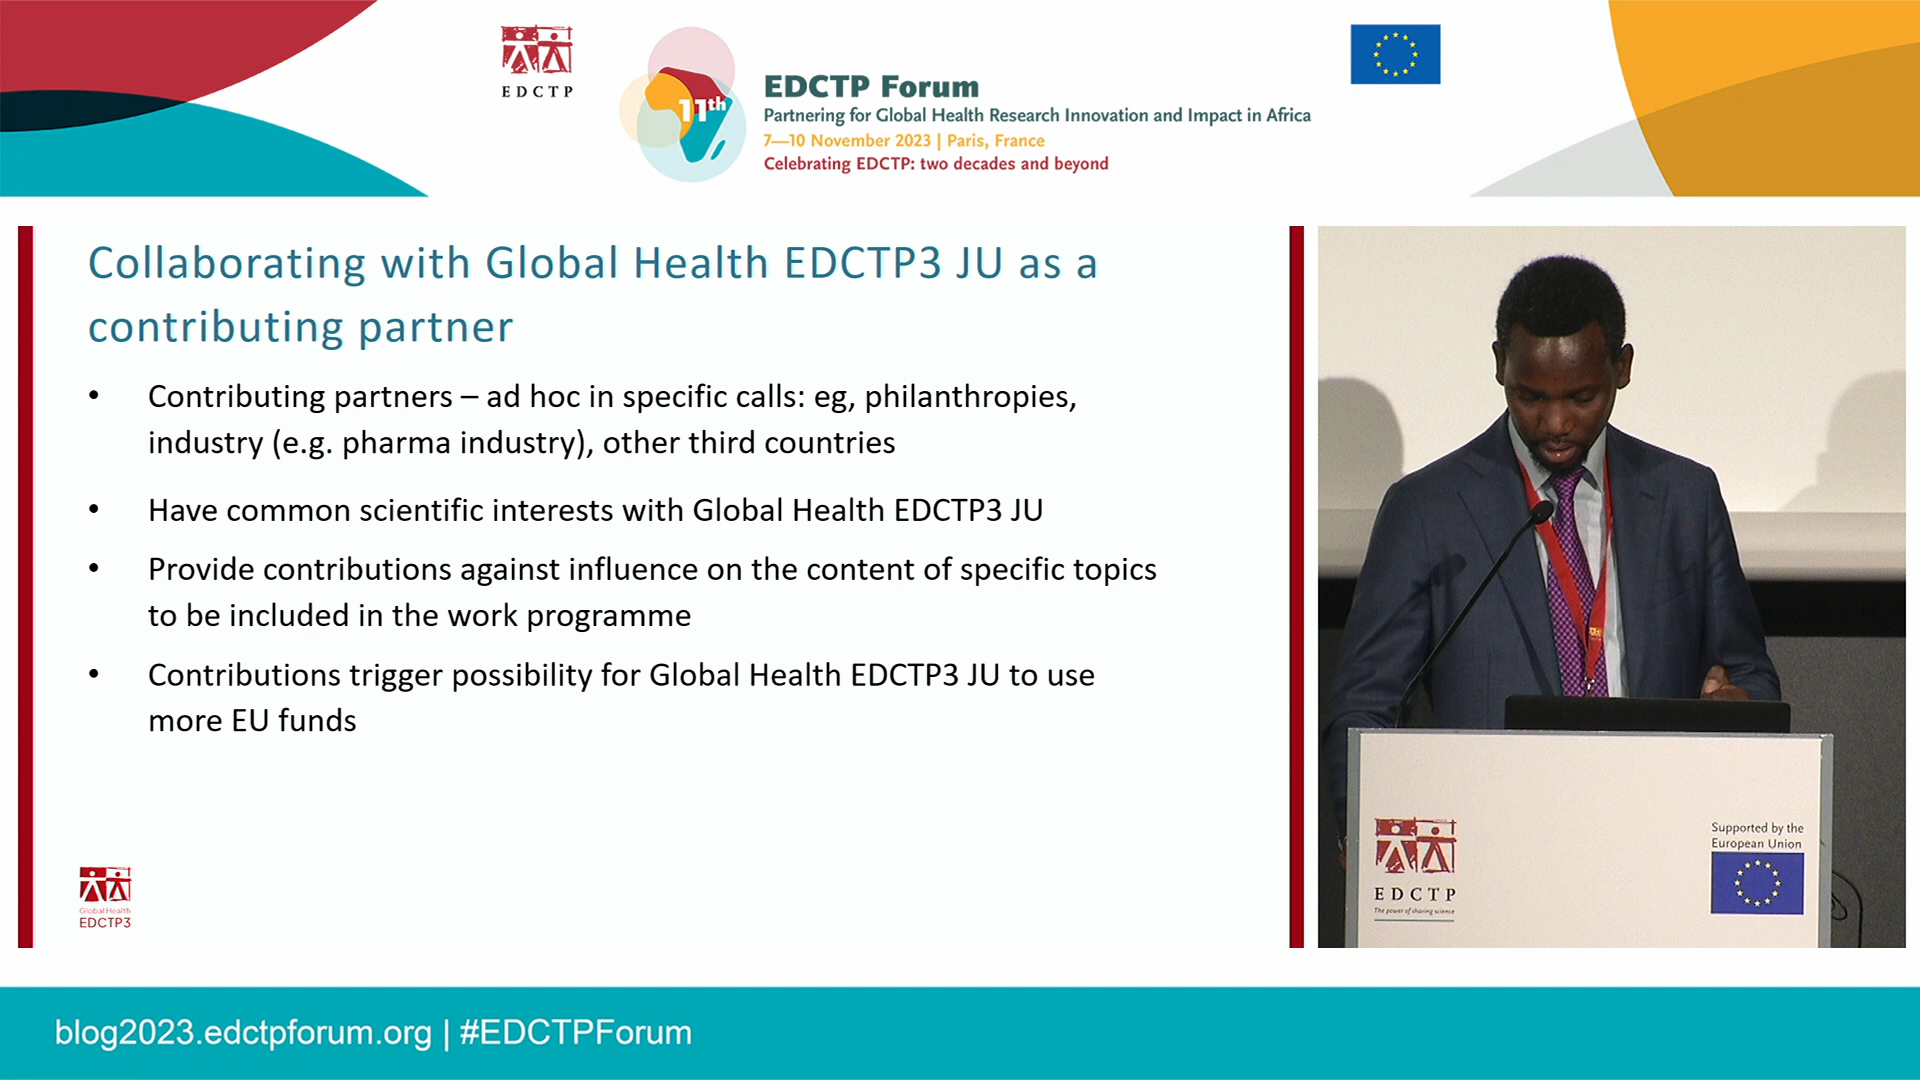 EDCTP
11th
EDCTP Forum
Partnering for Global Health Research Innovation and Impact in Africa
7—10 November 2023 | Paris, France
Celebrating EDCTP: two decades and beyond
Collaborating with Global Health EDCTP3 JU as a
contributing partner
• Contributing partners – ad hoc in specific calls: eg, philanthropies,
industry (e.g. pharma industry), other third countries
• Have common scientific interests with Global Health EDCTP3 JU
• Provide contributions against influence on the content of specific topics
to be included in the work programme
• Contributions trigger possibility for Global Health EDCTP3 JU to use
more EU funds
Global Health
EDCTP3
EDCTP
The power of sharing science
Supported by the
European Union
blog2023.edctpforum.org | #EDCTPForum